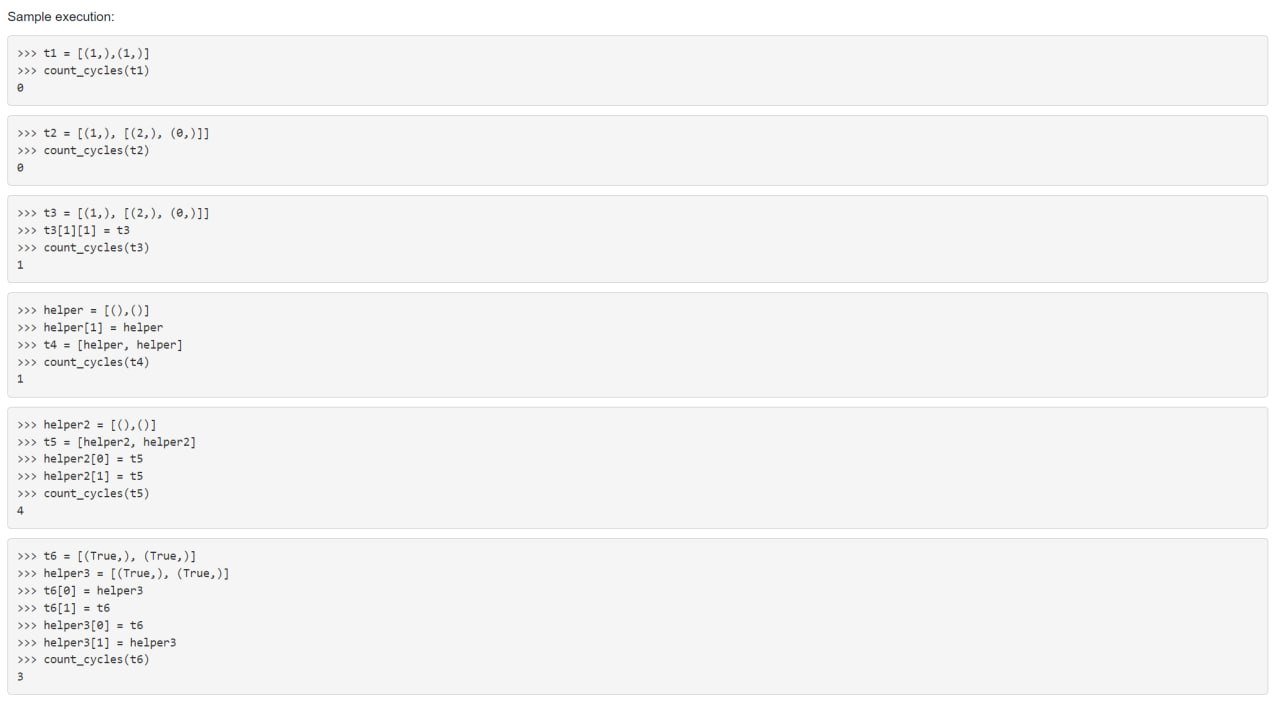 Sample execution:
>>> t1 = [(1,),(1,)]
>>> count_cycles(t1)
0
>>> t2 = [(1,), [(2,), (0,)]]
>>> count_cycles(t2)
0
>>> t3 = [(1,), [(2,), (0,)]]
>>> t3[1][1] = t3
>>> count_cycles(t3)
1
>>> helper = [(),()]
>>> helper[1] = helper
>>> t4 = [helper, helper]
>>> count_cycles(t4)
1
>>> helper2 = [(),()]
>>> t5 = [helper2, helper2]
>>> helper2[0] = t5
>>> helper2[1] = t5
>>> count_cycles(t5)
4
>>> t6 = [(True,), (True,)]
>>> helper3 = [(True,), (True,)]
>>> t6[0] = helper3
>>> t6[1] = t6
>>> helper3[0] = t6
>>> helper3[1] = helper3
>>> count_cycles(t6)
3